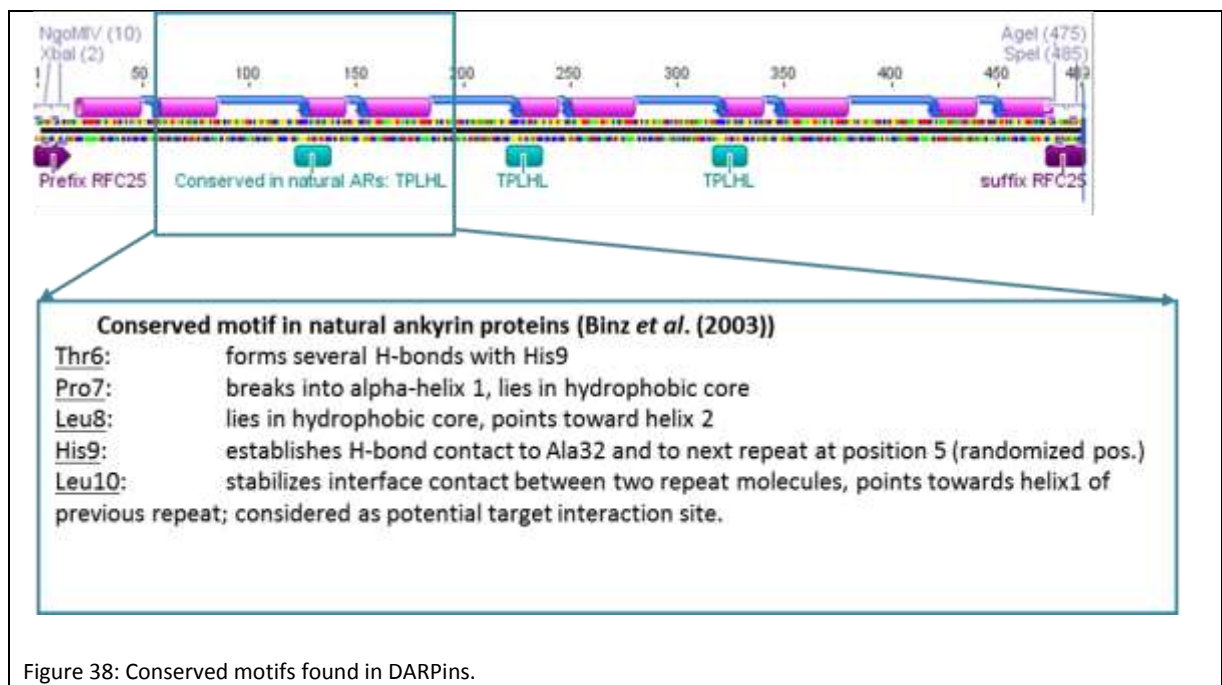 NgoMIV (10)
XbaI (2)
AgeI (475)
SpeI (485)
1 50 100 150 200 250 300 350 400 450 489
Prefix RFC25 Conserved in natural ARs: TPLHL TPLHL TPLHL suffix RFC25
Conserved motif in natural ankyrin proteins (Binz et al. (2003))
Thr6: forms several H-bonds with His9
Pro7: breaks into alpha-helix 1, lies in hydrophobic core
Leu8: lies in hydrophobic core, points toward helix 2
His9: establishes H-bond contact to Ala32 and to next repeat at position 5 (randomized pos.)
Leu10: stabilizes interface contact between two repeat molecules, points towards helix1 of
previous repeat; considered as potential target interaction site.
Figure 38: Conserved motifs found in DARPins.